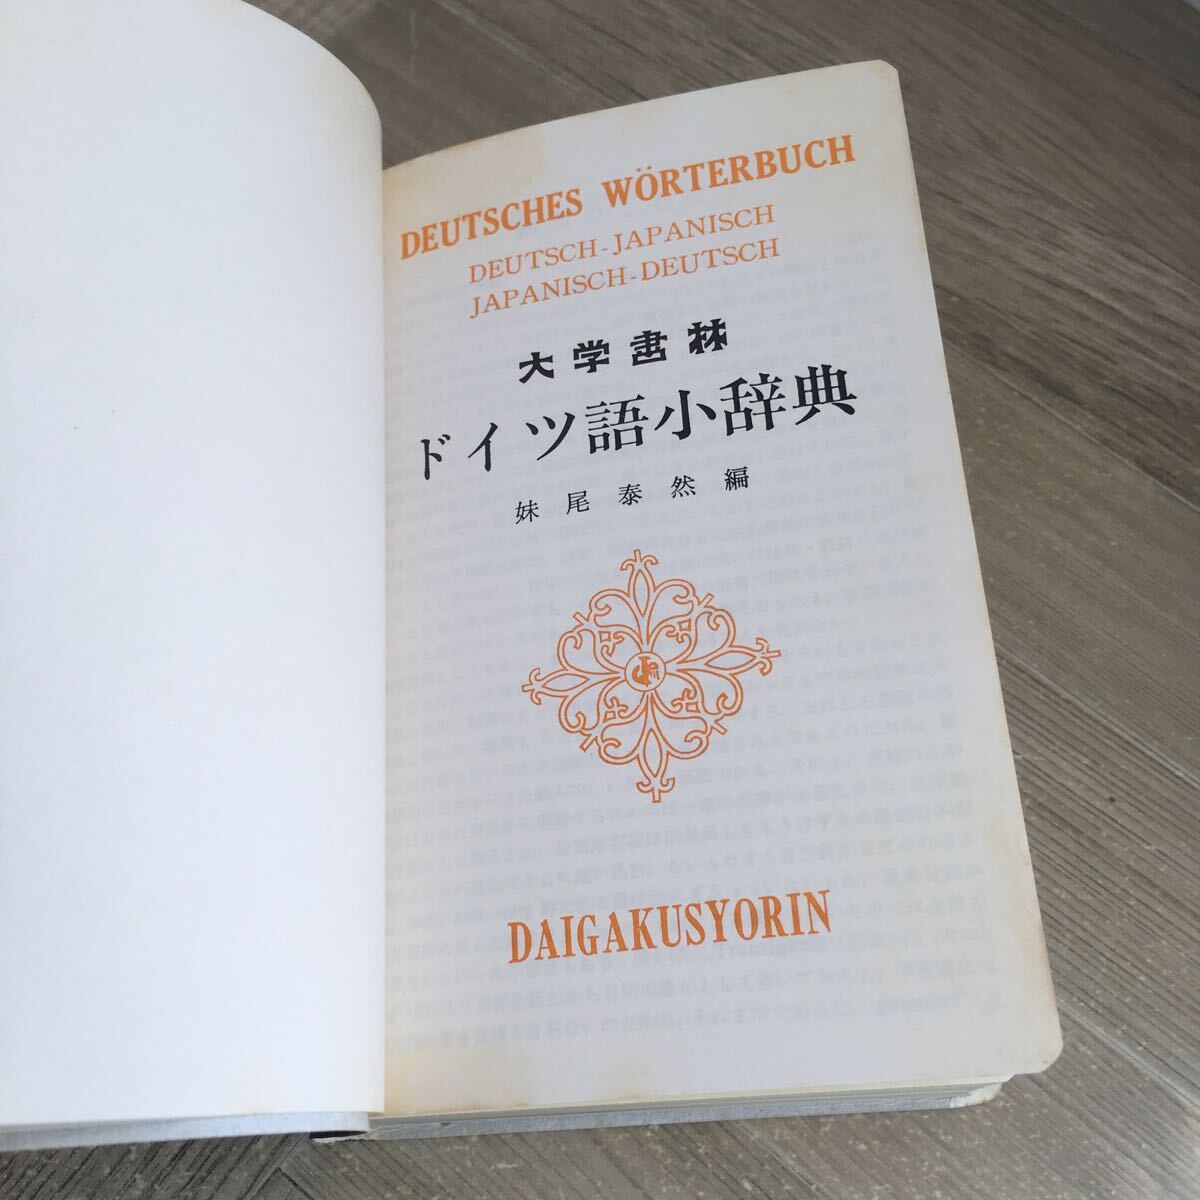 DEUTSCHES WÖRTERBUCH
DEUTSCH-JAPANISCH
JAPANISCH-DEUTSCH
大学書林
ドイツ語小辞典
妹尾泰然編
DAIGAKUSYORIN